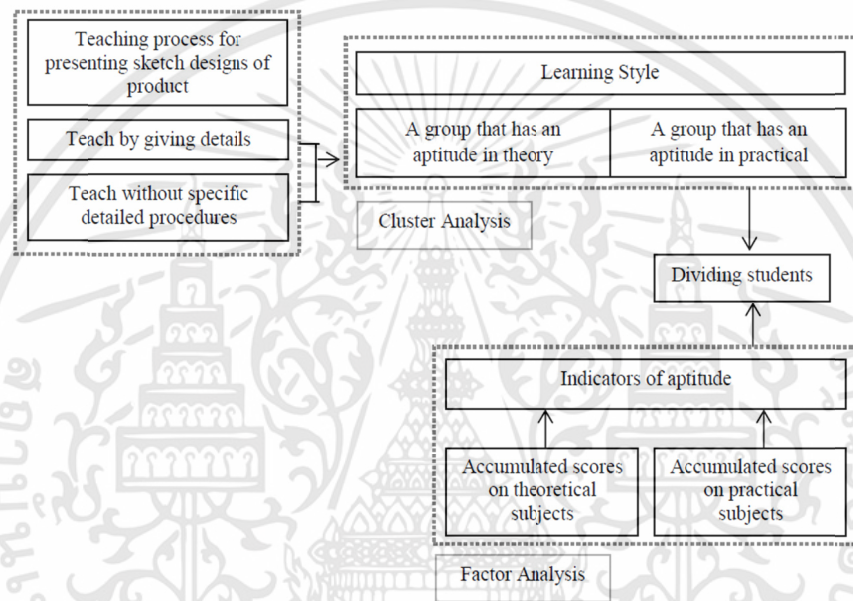 Teaching process for
presenting sketch designs of
product
Teach by giving details
Teach without specific
detailed procedures
Learning Style
A group that has an
aptitude in theory
A group that has an
aptitude in practical
Cluster Analysis
Dividing students
Indicators of aptitude
Accumulated scores
on theoretical
subjects
Accumulated scores
on practical
subjects
Factor Analysis